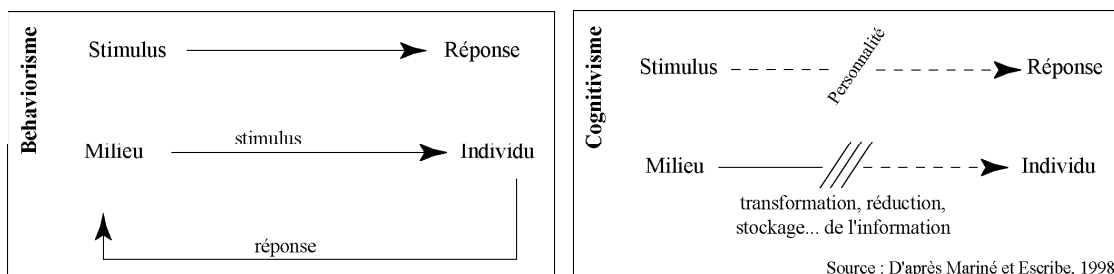 Behaviorisme
Stimulus
Réponse
Milieu
stimulus
Individu
réponse
Cognitivisme
Stimulus
Personnalité
Réponse
Milieu
Individu
transformation, réduction,
stockage... de l'information
Source : D'après Mariné et Escribe, 1998